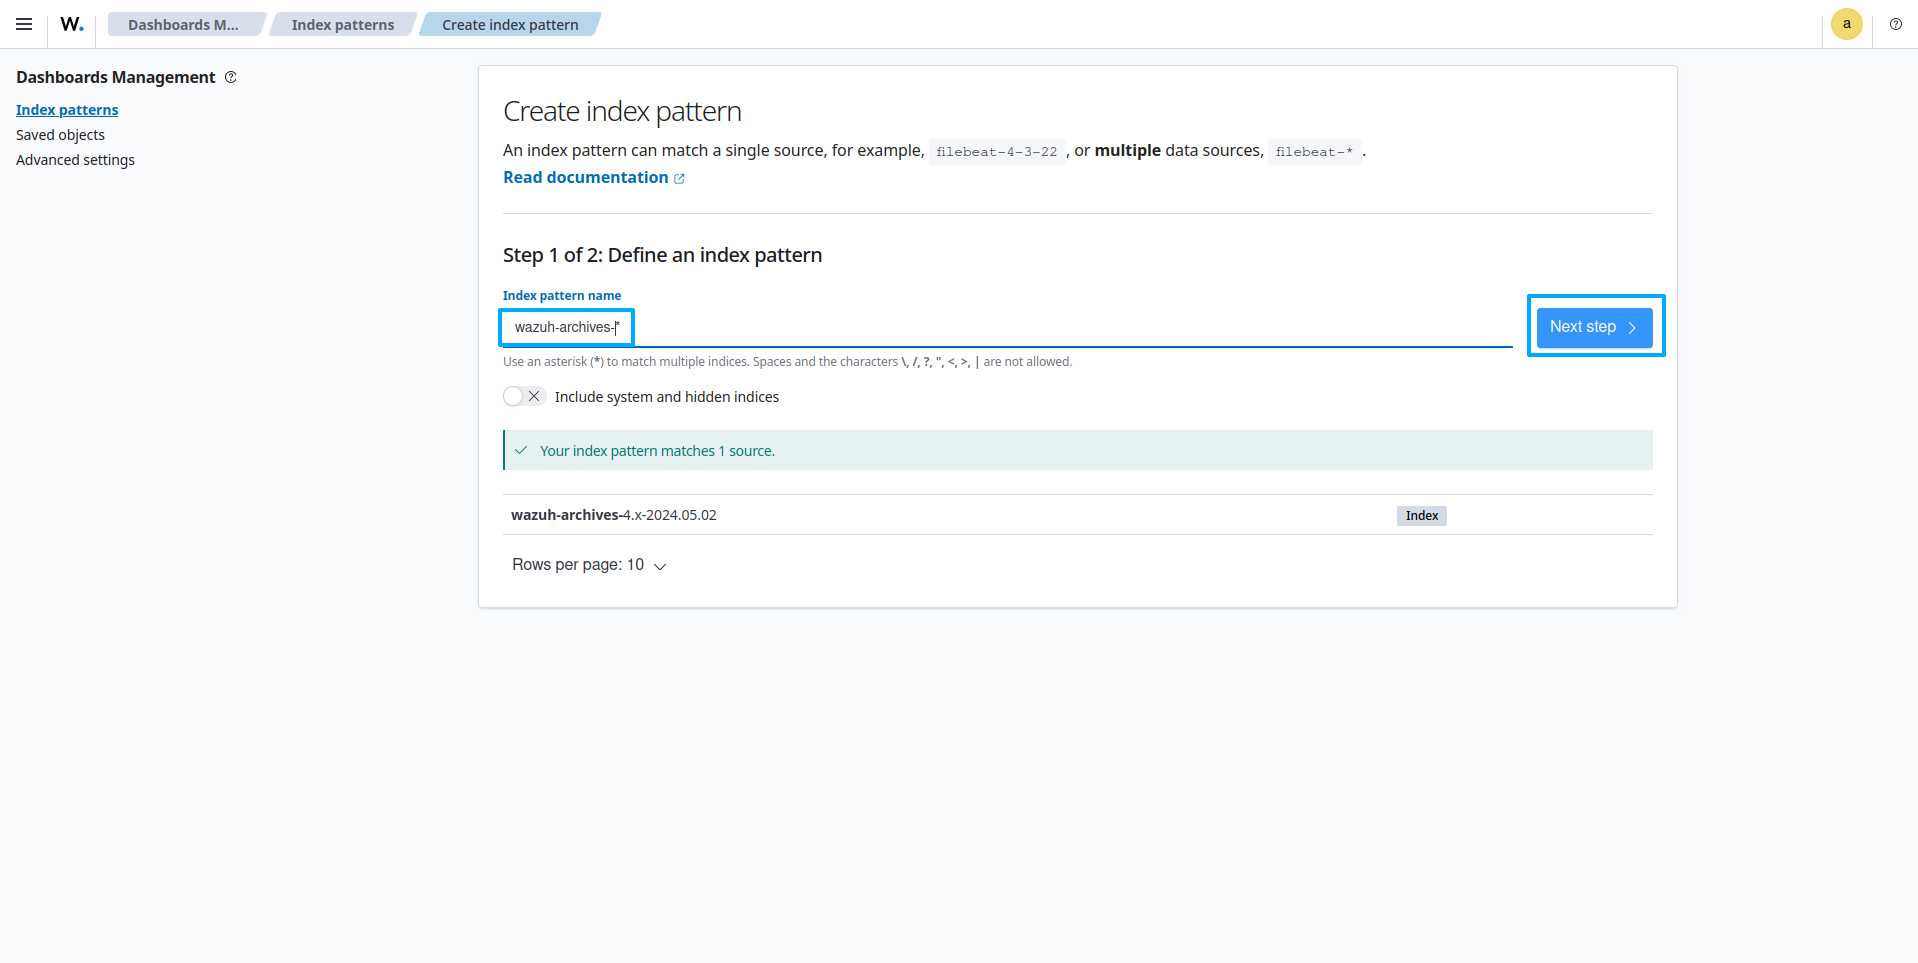 W.
Dashboards M...
Index patterns
Create index pattern
a
Dashboards Management
Index patterns
Saved objects
Advanced settings
Create index pattern
An index pattern can match a single source, for example, filebeat-4-3-22 , or multiple data sources, filebeat-* .
Read documentation
Step 1 of 2: Define an index pattern
Index pattern name
wazuh-archives-*
Next step
Use an asterisk (*) to match multiple indices. Spaces and the characters \, /, ?, ", <, >, | are not allowed.
Include system and hidden indices
Your index pattern matches 1 source.
wazuh-archives-4.x-2024.05.02
Index
Rows per page: 10